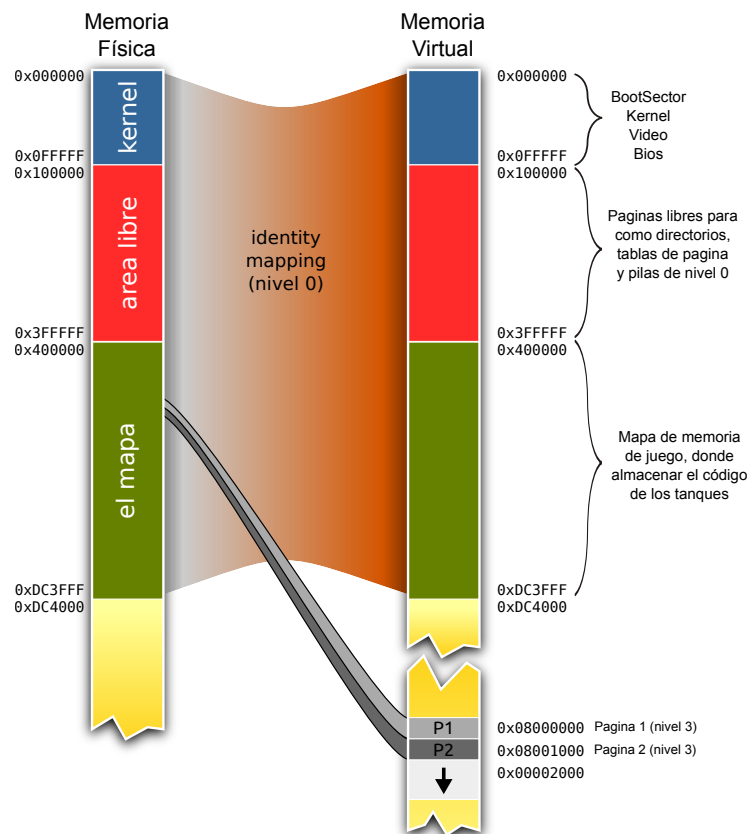 Memoria
Física
Memoria
Virtual
0x000000
kernel
0x0FFFFF
0x100000
area libre
0x3FFFFF
0x400000
el mapa
0xDC3FFF
0xDC4000
identity
mapping
(nivel 0)
0x000000
0x0FFFFF
0x100000
0x3FFFFF
0x400000
0xDC3FFF
0xDC4000
BootSector
Kernel
Video
Bios
Paginas libres para
como directorios,
tablas de pagina
y pilas de nivel 0
Mapa de memoria
de juego, donde
almacenar el código
de los tanques
P1
0x08000000 Pagina 1 (nivel 3)
P2
0x08001000 Pagina 2 (nivel 3)
0x00002000